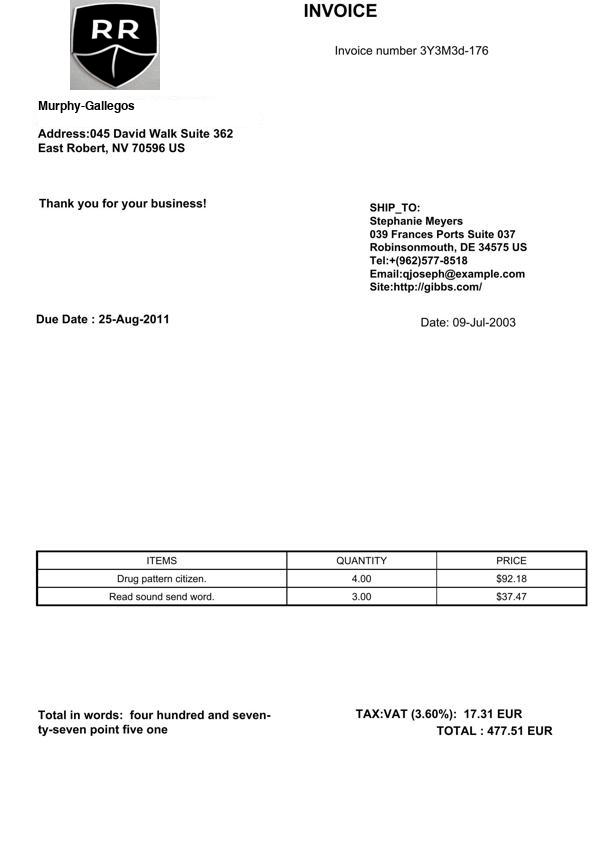 RR
INVOICE
Invoice number 3Y3M3d-176
Murphy-Gallegos
Address:045 David Walk Suite 362
East Robert, NV 70596 US
Thank you for your business!
SHIP_TO:
Stephanie Meyers
039 Frances Ports Suite 037
Robinsonmouth, DE 34575 US
Tel:+(962)577-8518
Email:qjoseph@example.com
Site:http://gibbs.com/
Due Date : 25-Aug-2011
Date: 09-Jul-2003
ITEMS QUANTITY PRICE
Drug pattern citizen. 4.00 $92.18
Read sound send word. 3.00 $37.47
Total in words: four hundred and seven-
ty-seven point five one
TAX:VAT (3.60%): 17.31 EUR
TOTAL : 477.51 EUR